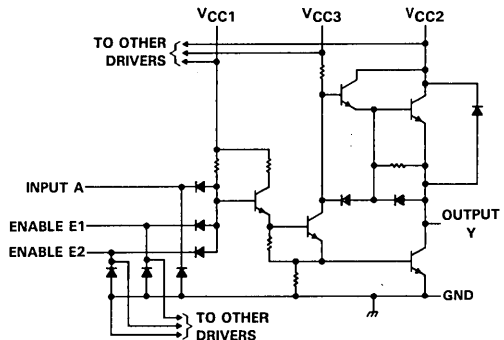 VCC1 VCC3 VCC2
TO OTHER
DRIVERS
INPUT A
ENABLE E1
ENABLE E2
OUTPUT
Y
GND
TO OTHER
DRIVERS